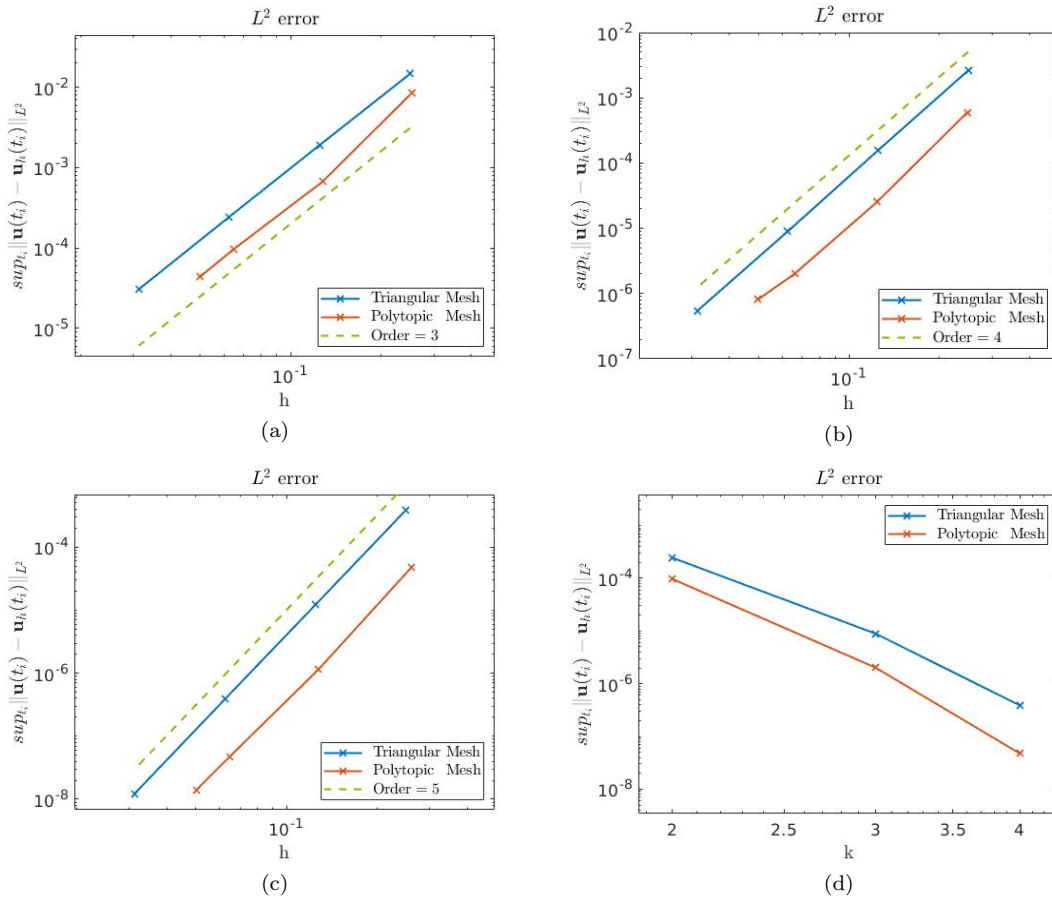 L² error
sup_{t_i} ||u(t_i) − u_h(t_i)||_{L²}
10^{-2}
10^{-3}
10^{-4}
10^{-5}
Triangular Mesh
Polytopic Mesh
Order = 3
10^{-1}
h
(a)
L² error
sup_{t_i} ||u(t_i) − u_h(t_i)||_{L²}
10^{-2}
10^{-3}
10^{-4}
10^{-5}
10^{-6}
10^{-7}
Triangular Mesh
Polytopic Mesh
Order = 4
10^{-1}
h
(b)
L² error
sup_{t_i} ||u(t_i) − u_h(t_i)||_{L²}
10^{-4}
10^{-6}
10^{-8}
Triangular Mesh
Polytopic Mesh
Order = 5
10^{-1}
h
(c)
L² error
Triangular Mesh
Polytopic Mesh
sup_{t_i} ||u(t_i) − u_h(t_i)||_{L²}
10^{-4}
10^{-6}
10^{-8}
2 2.5 3 3.5 4
k
(d)